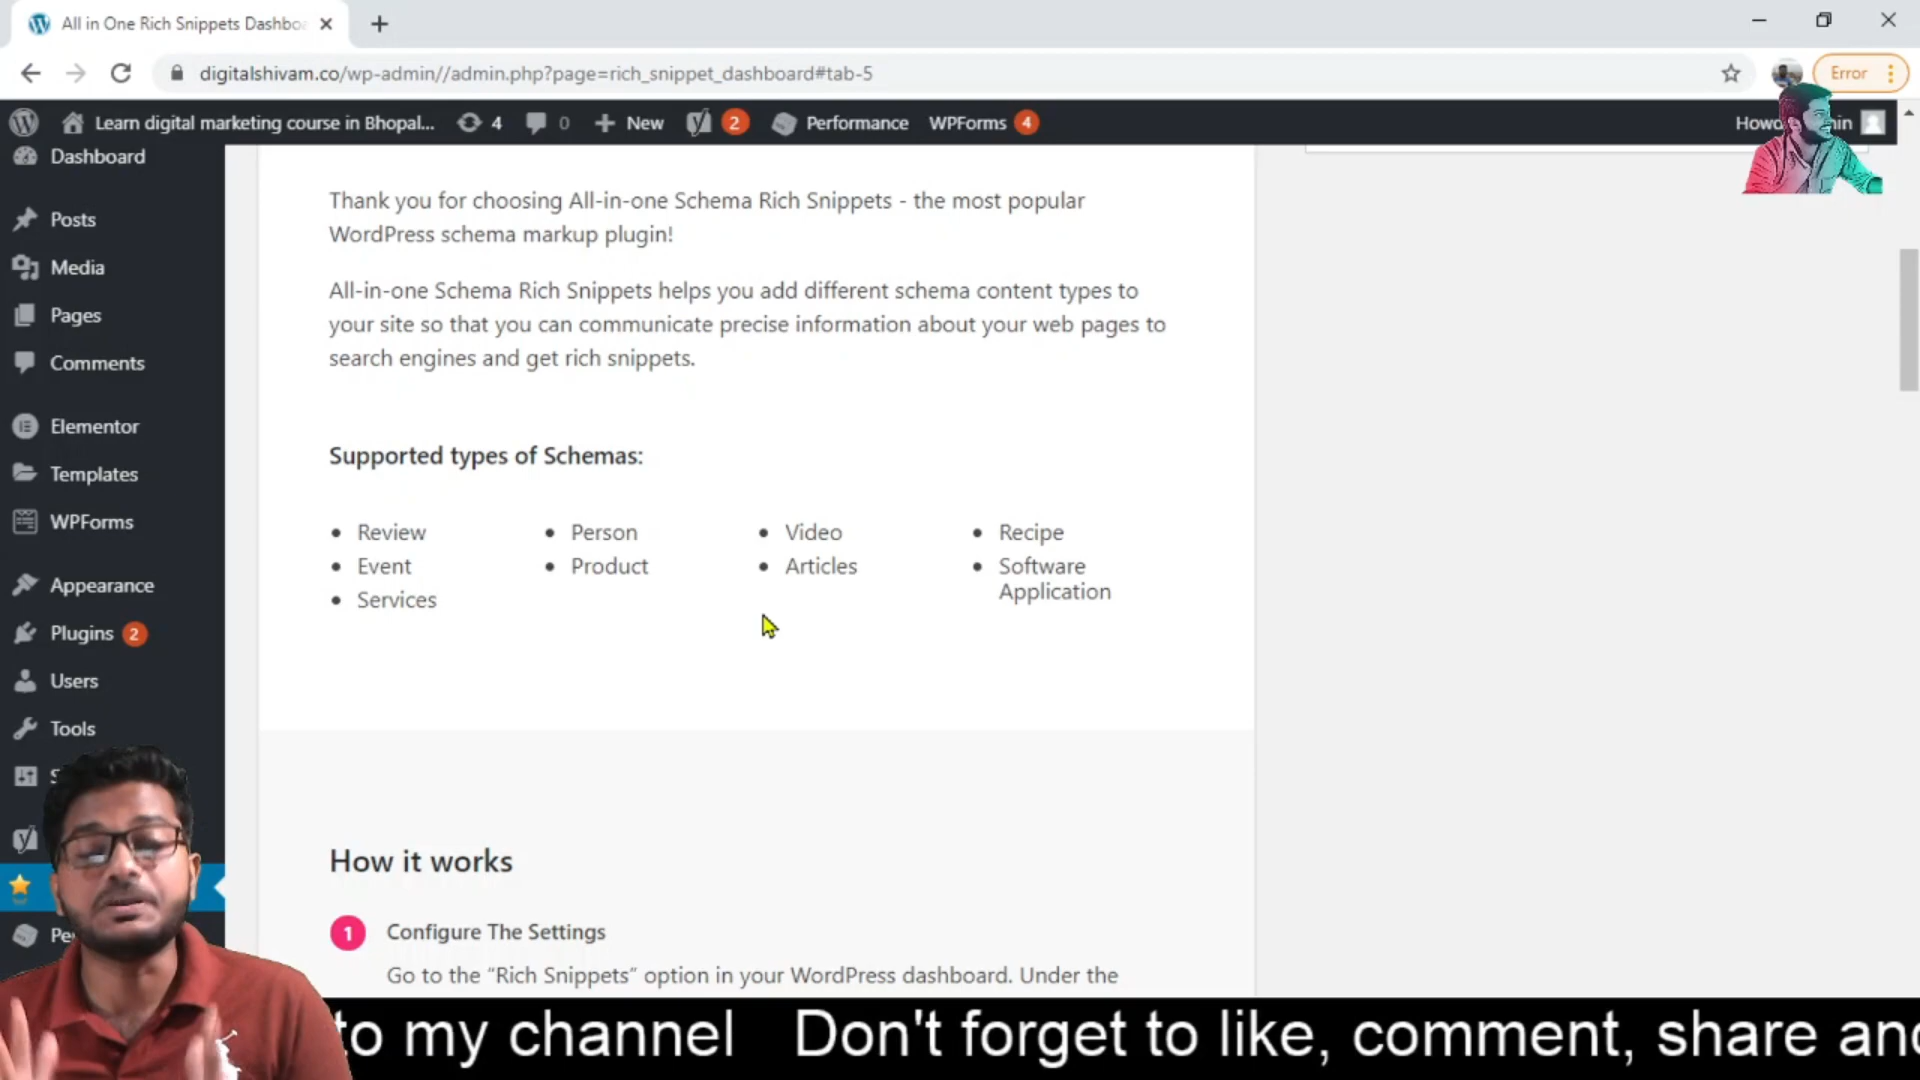 All in One Rich Snippets Dashbo
digitalshivam.co/wp-admin//admin.php?page=rich_snippet_dashboard#tab-5
Error
Learn digital marketing course in Bhopal... 4 0 New 2 Performance WPForms 4
Dashboard
Posts
Media
Pages
Comments
Elementor
Templates
WPForms
Appearance
Plugins 2
Users
Tools
Thank you for choosing All-in-one Schema Rich Snippets - the most popular
WordPress schema markup plugin!
All-in-one Schema Rich Snippets helps you add different schema content types to
your site so that you can communicate precise information about your web pages to
search engines and get rich snippets.
Supported types of Schemas:
Review Person Video Recipe
Event Product Articles Software
Application
Services
How it works
1 Configure The Settings
Go to the “Rich Snippets” option in your WordPress dashboard. Under the
to my channel Don't forget to like, comment, share and